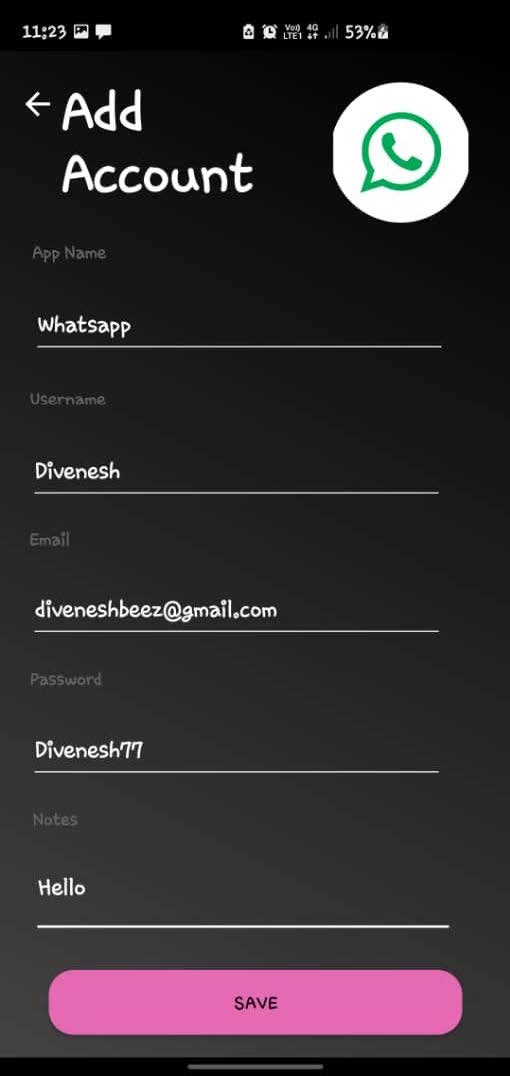 11:23 Vo)) LTE1 4G 53%
Add
Account
App Name
Whatsapp
Username
Divenesh
Email
diveneshbeez@gmail.com
Password
Divenesh77
Notes
Hello
SAVE